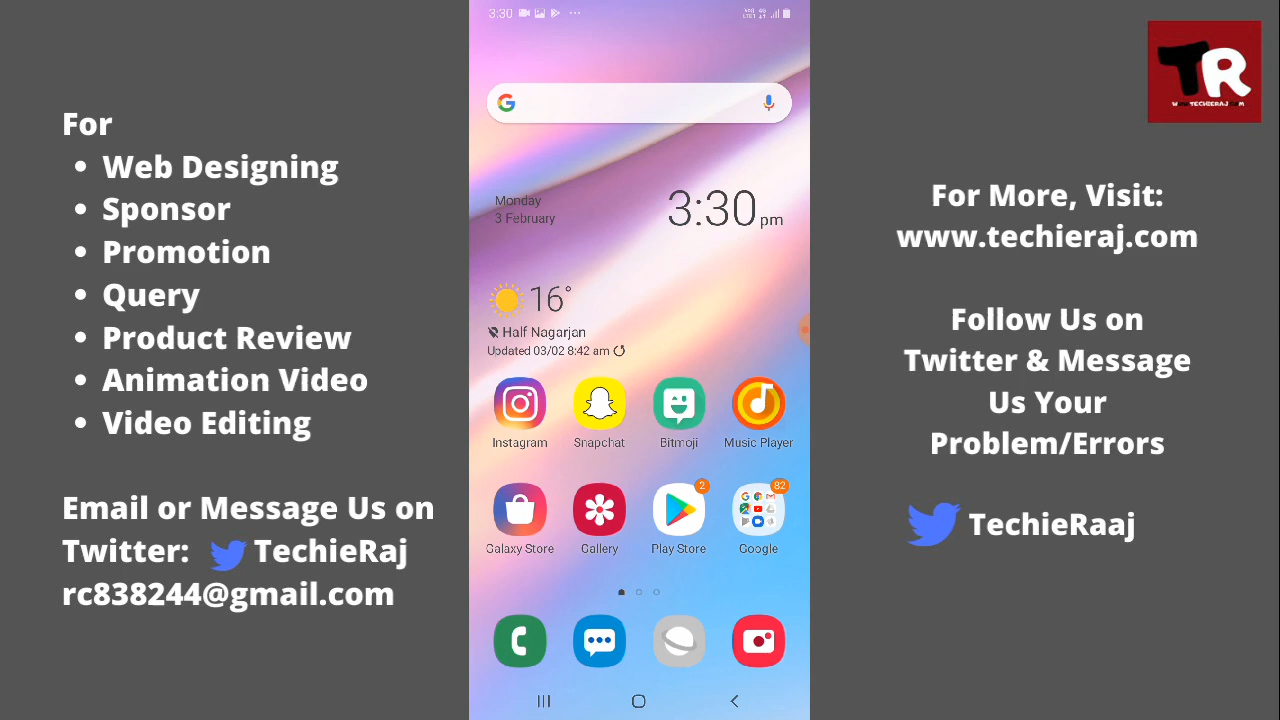 For
• Web Designing
• Sponsor
• Promotion
• Query
• Product Review
• Animation Video
• Video Editing
Email or Message Us on
Twitter: TechieRaj
rc838244@gmail.com
3:30
Monday
3 February
3:30 pm
16°
Half Nagarjan
Updated 03/02 8:42 am
Instagram
Snapchat
Bitmoji
Music Player
2
82
Galaxy Store
Gallery
Play Store
Google
TR
WWW.TECHIERAJ.COM
For More, Visit:
www.techieraj.com
Follow Us on
Twitter & Message
Us Your
Problem/Errors
TechieRaaj